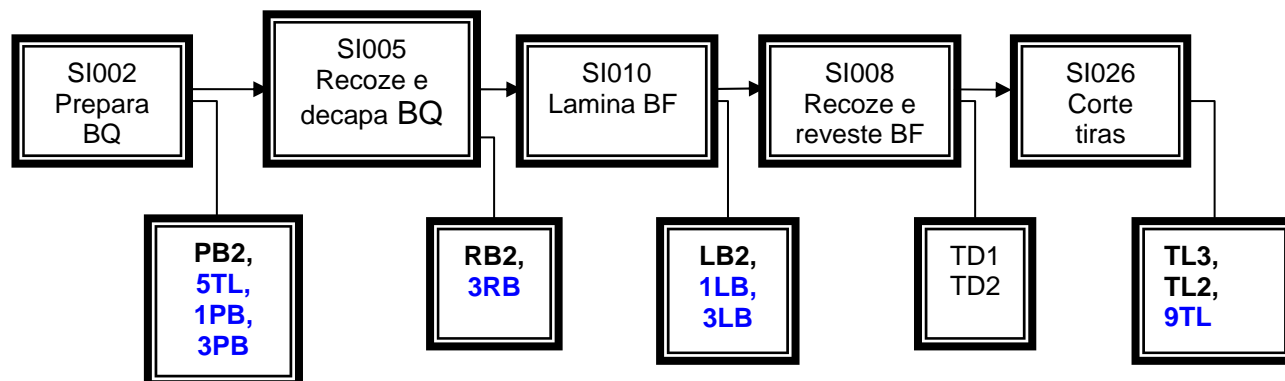 SI002
Prepara
BQ
SI005
Recoze e
decapa BQ
SI010
Lamina BF
SI008
Recoze e
reveste BF
SI026
Corte
tiras
PB2,
5TL,
1PB,
3PB
RB2,
3RB
LB2,
1LB,
3LB
TD1
TD2
TL3,
TL2,
9TL